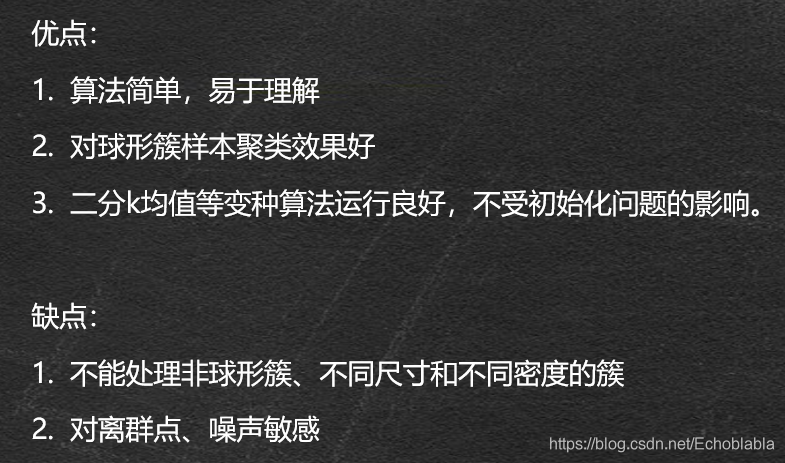 优点：
1. 算法简单，易于理解
2. 对球形簇样本聚类效果好
3. 二分k均值等变种算法运行良好，不受初始化问题的影响。
缺点：
1. 不能处理非球形簇、不同尺寸和不同密度的簇
2. 对离群点、噪声敏感
https://blog.csdn.net/Echoblabla